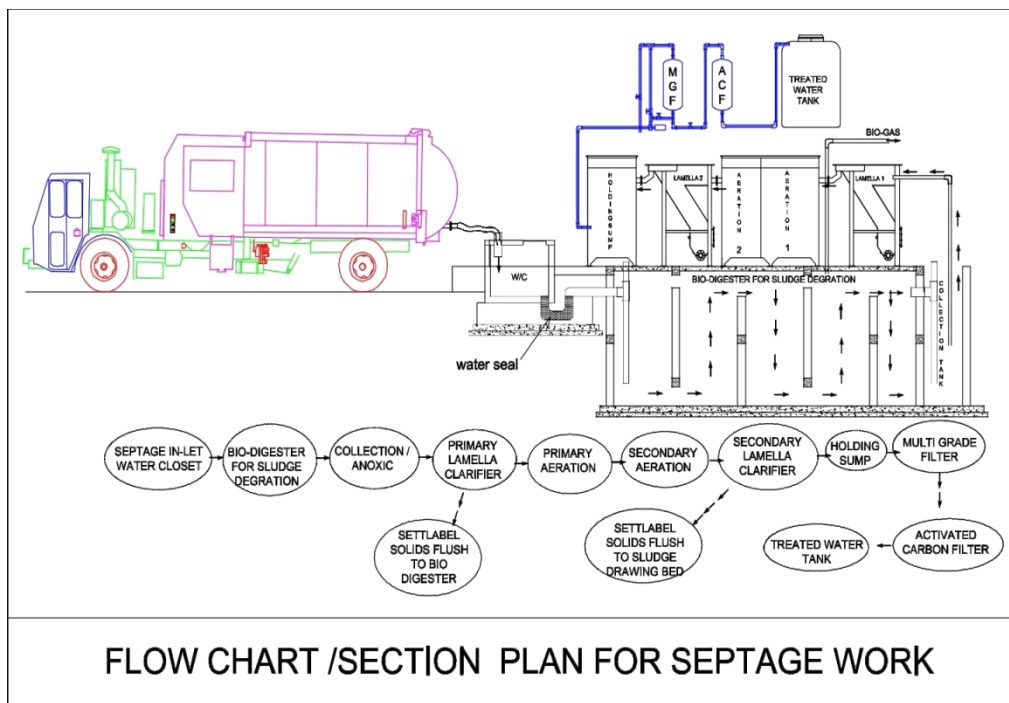 MGF
ACF
TREATED
WATER
TANK
BIO-GAS
HOLDINGSUMP
LAMELLA 2
AERATION
2
AERATION
1
LAMELLA 1
W/C
BIO-DIGESTER FOR SLUDGE DEGRATION
COLLECTION TANK
water seal
SEPTAGE IN-LET
WATER CLOSET
BIO-DIGESTER
FOR SLUDGE
DEGRATION
COLLECTION /
ANOXIC
PRIMARY
LAMELLA
CLARIFIER
PRIMARY
AERATION
SECONDARY
AERATION
SECONDARY
LAMELLA
CLARIFIER
HOLDING
SUMP
MULTI GRADE
FILTER
SETTLABEL
SOLIDS FLUSH
TO BIO
DIGESTER
SETTLABEL
SOLIDS FLUSH
TO SLUDGE
DRAWING BED
TREATED WATER
TANK
ACTIVATED
CARBON FILTER
FLOW CHART /SECTION PLAN FOR SEPTAGE WORK